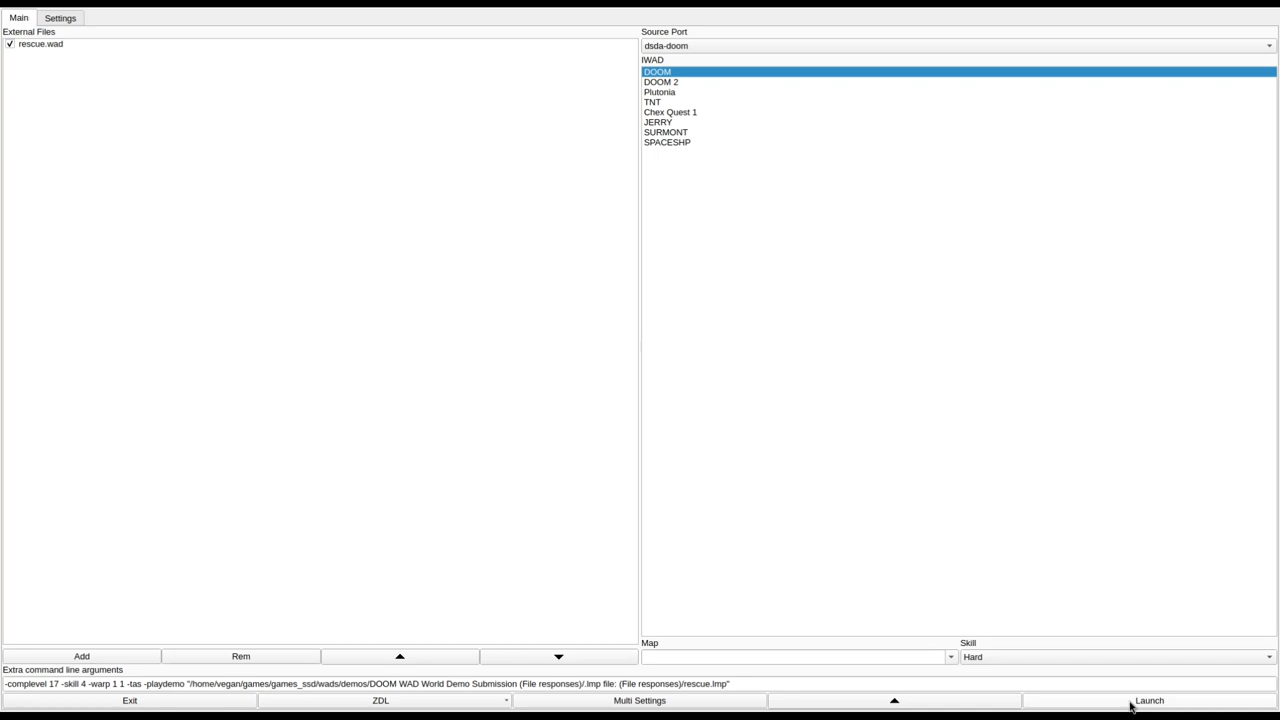 Main Settings
External Files
rescue.wad
Source Port
dsda-doom
IWAD
DOOM
DOOM 2
Plutonia
TNT
Chex Quest 1
JERRY
SURMONT
SPACESHP
Map
Skill
Hard
Add
Rem
Extra command line arguments
-complevel 17 -skill 4 -warp 1 1 -tas -playdemo "/home/vegan/games/games_ssd/wads/demos/DOOM WAD World Demo Submission (File responses)/.lmp file: (File responses)/rescue.lmp"
Exit
ZDL
Multi Settings
Launch